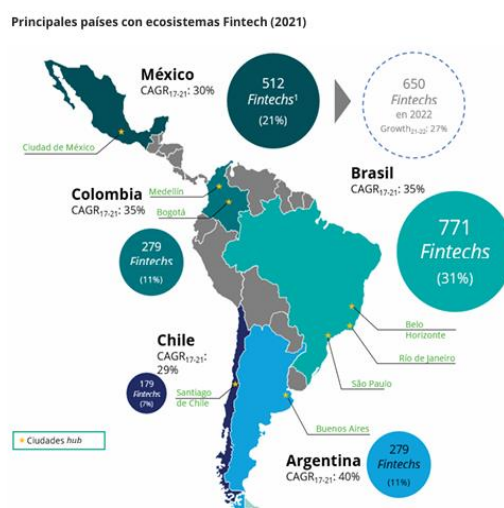 Principales países con ecosistemas Fintech (2021)
México
CAGR17-21: 30%
512
Fintechs1
(21%)
650
Fintechs
en 2022
Growth21-22: 27%
Ciudad de México
Brasil
CAGR17-21: 35%
Colombia
CAGR17-21: 35%
Medellín
Bogotá
771
Fintechs
(31%)
279
Fintechs
(11%)
Belo
Horizonte
Chile
CAGR17-21:
29%
Río de Janeiro
179
Fintechs
(7%)
Santiago
de Chile
São Paulo
Buenos Aires
Ciudades hub
Argentina
CAGR17-21: 40%
279
Fintechs
(11%)